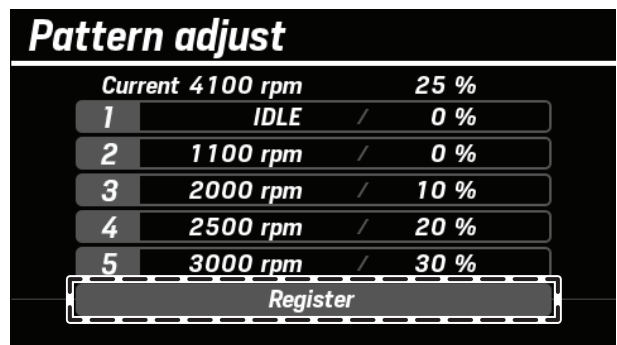 Pattern adjust
Current 4100 rpm 25 %
1 IDLE / 0 %
2 1100 rpm / 0 %
3 2000 rpm / 10 %
4 2500 rpm / 20 %
5 3000 rpm / 30 %
Register